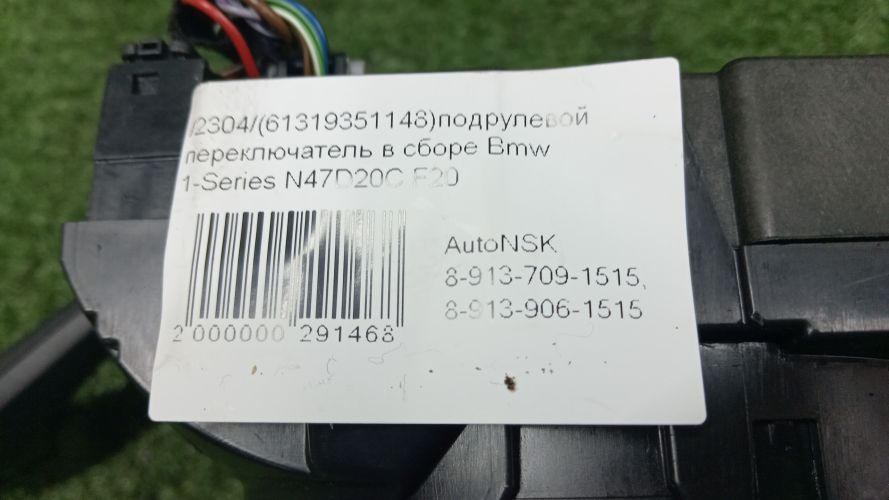 /2304/(61319351148)подрулевой
переключатель в сборе Bmw
1-Series N47D20C F20
AutoNSK
8-913-709-1515,
8-913-906-1515
2 000000 291468